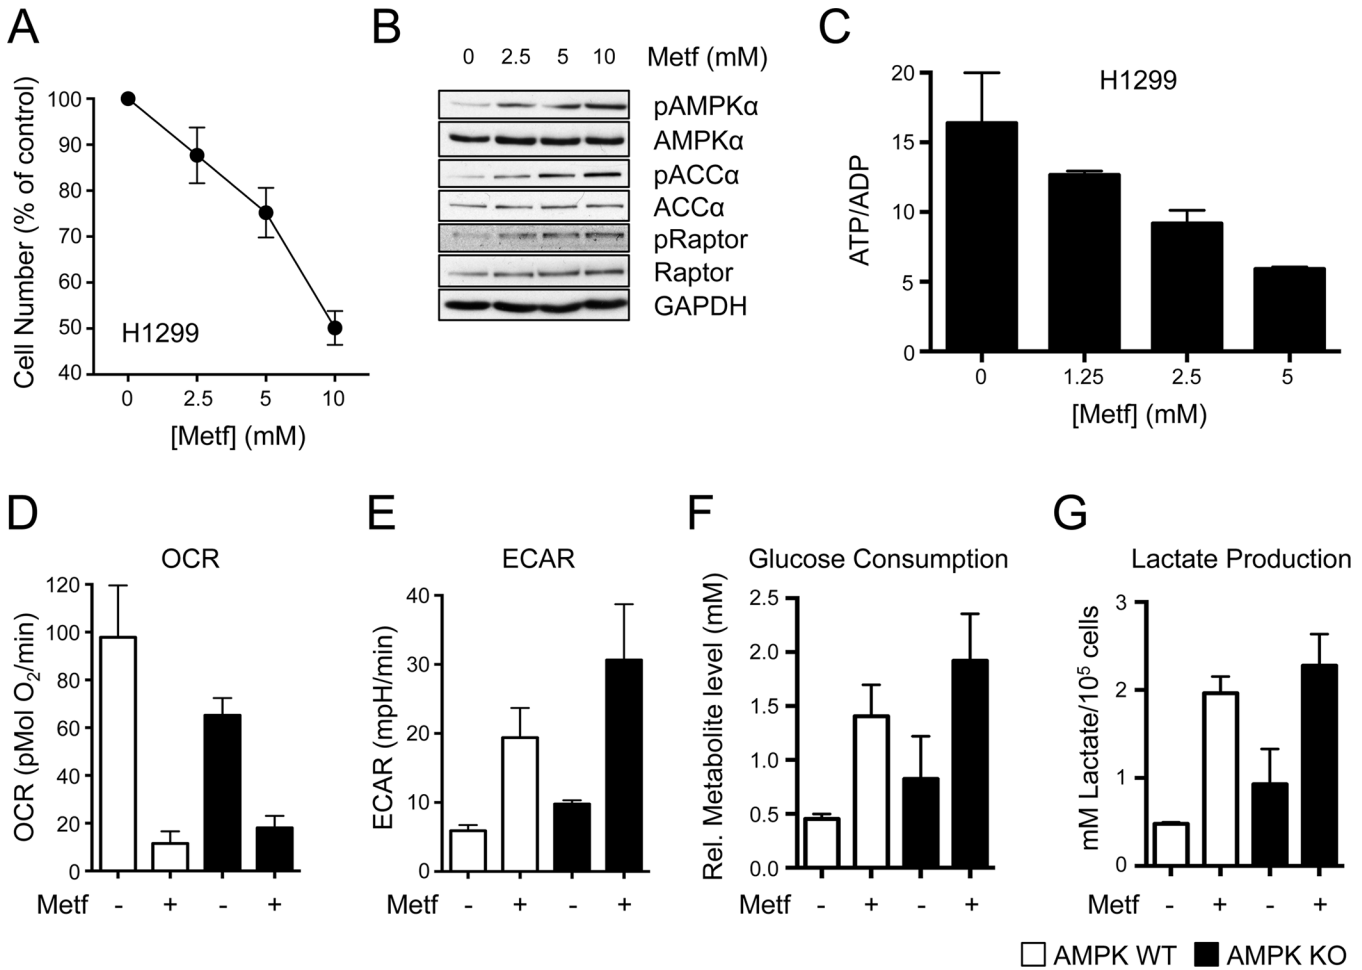 A
Cell Number (% of control)
100
90
80
70
60
50
40
H1299
0 2.5 5 10
[Metf] (mM)
B
0 2.5 5 10 Metf (mM)
pAMPKα
AMPKα
pACCα
ACCα
pRaptor
Raptor
GAPDH
C
H1299
ATP/ADP
20
15
10
5
0
0 1.25 2.5 5
[Metf] (mM)
D
OCR
OCR (pMol O₂/min)
120
100
80
60
40
20
0
Metf - + - +
E
ECAR
ECAR (mpH/min)
40
30
20
10
0
Metf - + - +
F
Glucose Consumption
Rel. Metabolite level (mM)
2.5
2.0
1.5
1.0
0.5
0.0
Metf - + - +
G
Lactate Production
mM Lactate/10⁵ cells
3
2
1
0
Metf - + - +
AMPK WT AMPK KO